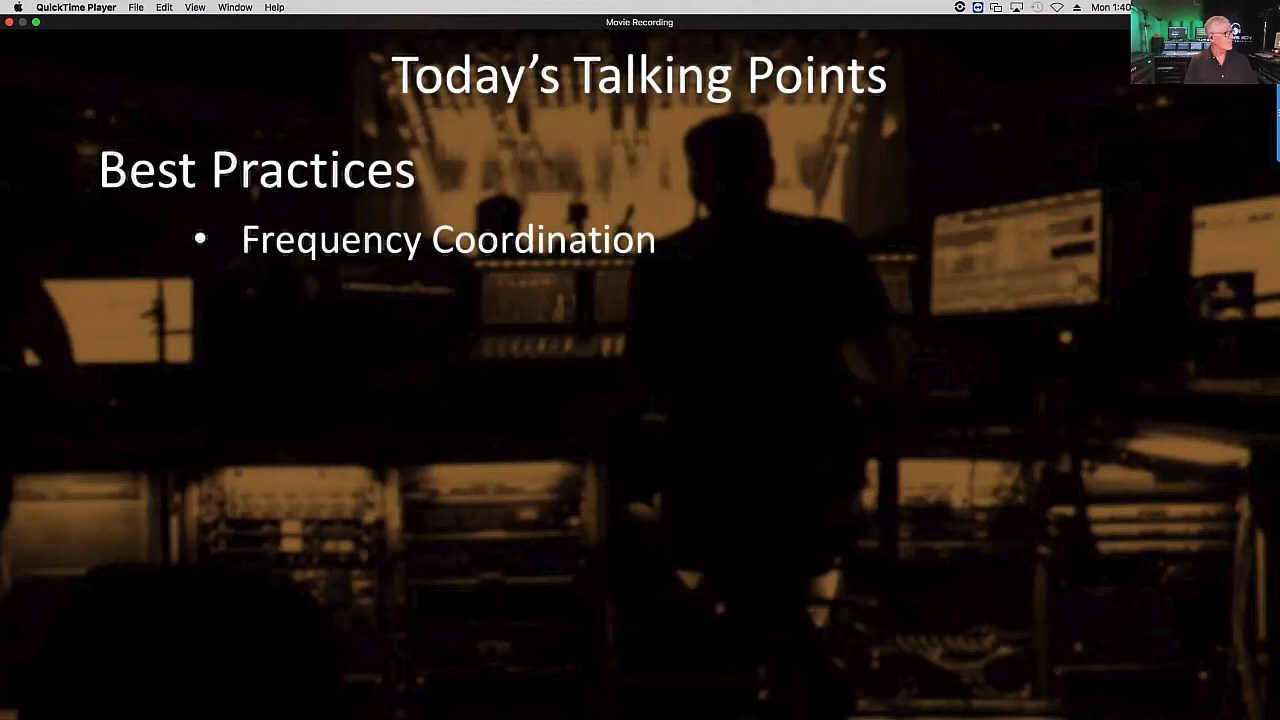 QuickTime Player File Edit View Window Help Mon 1:40
Movie Recording
Today's Talking Points
Best Practices
• Frequency Coordination